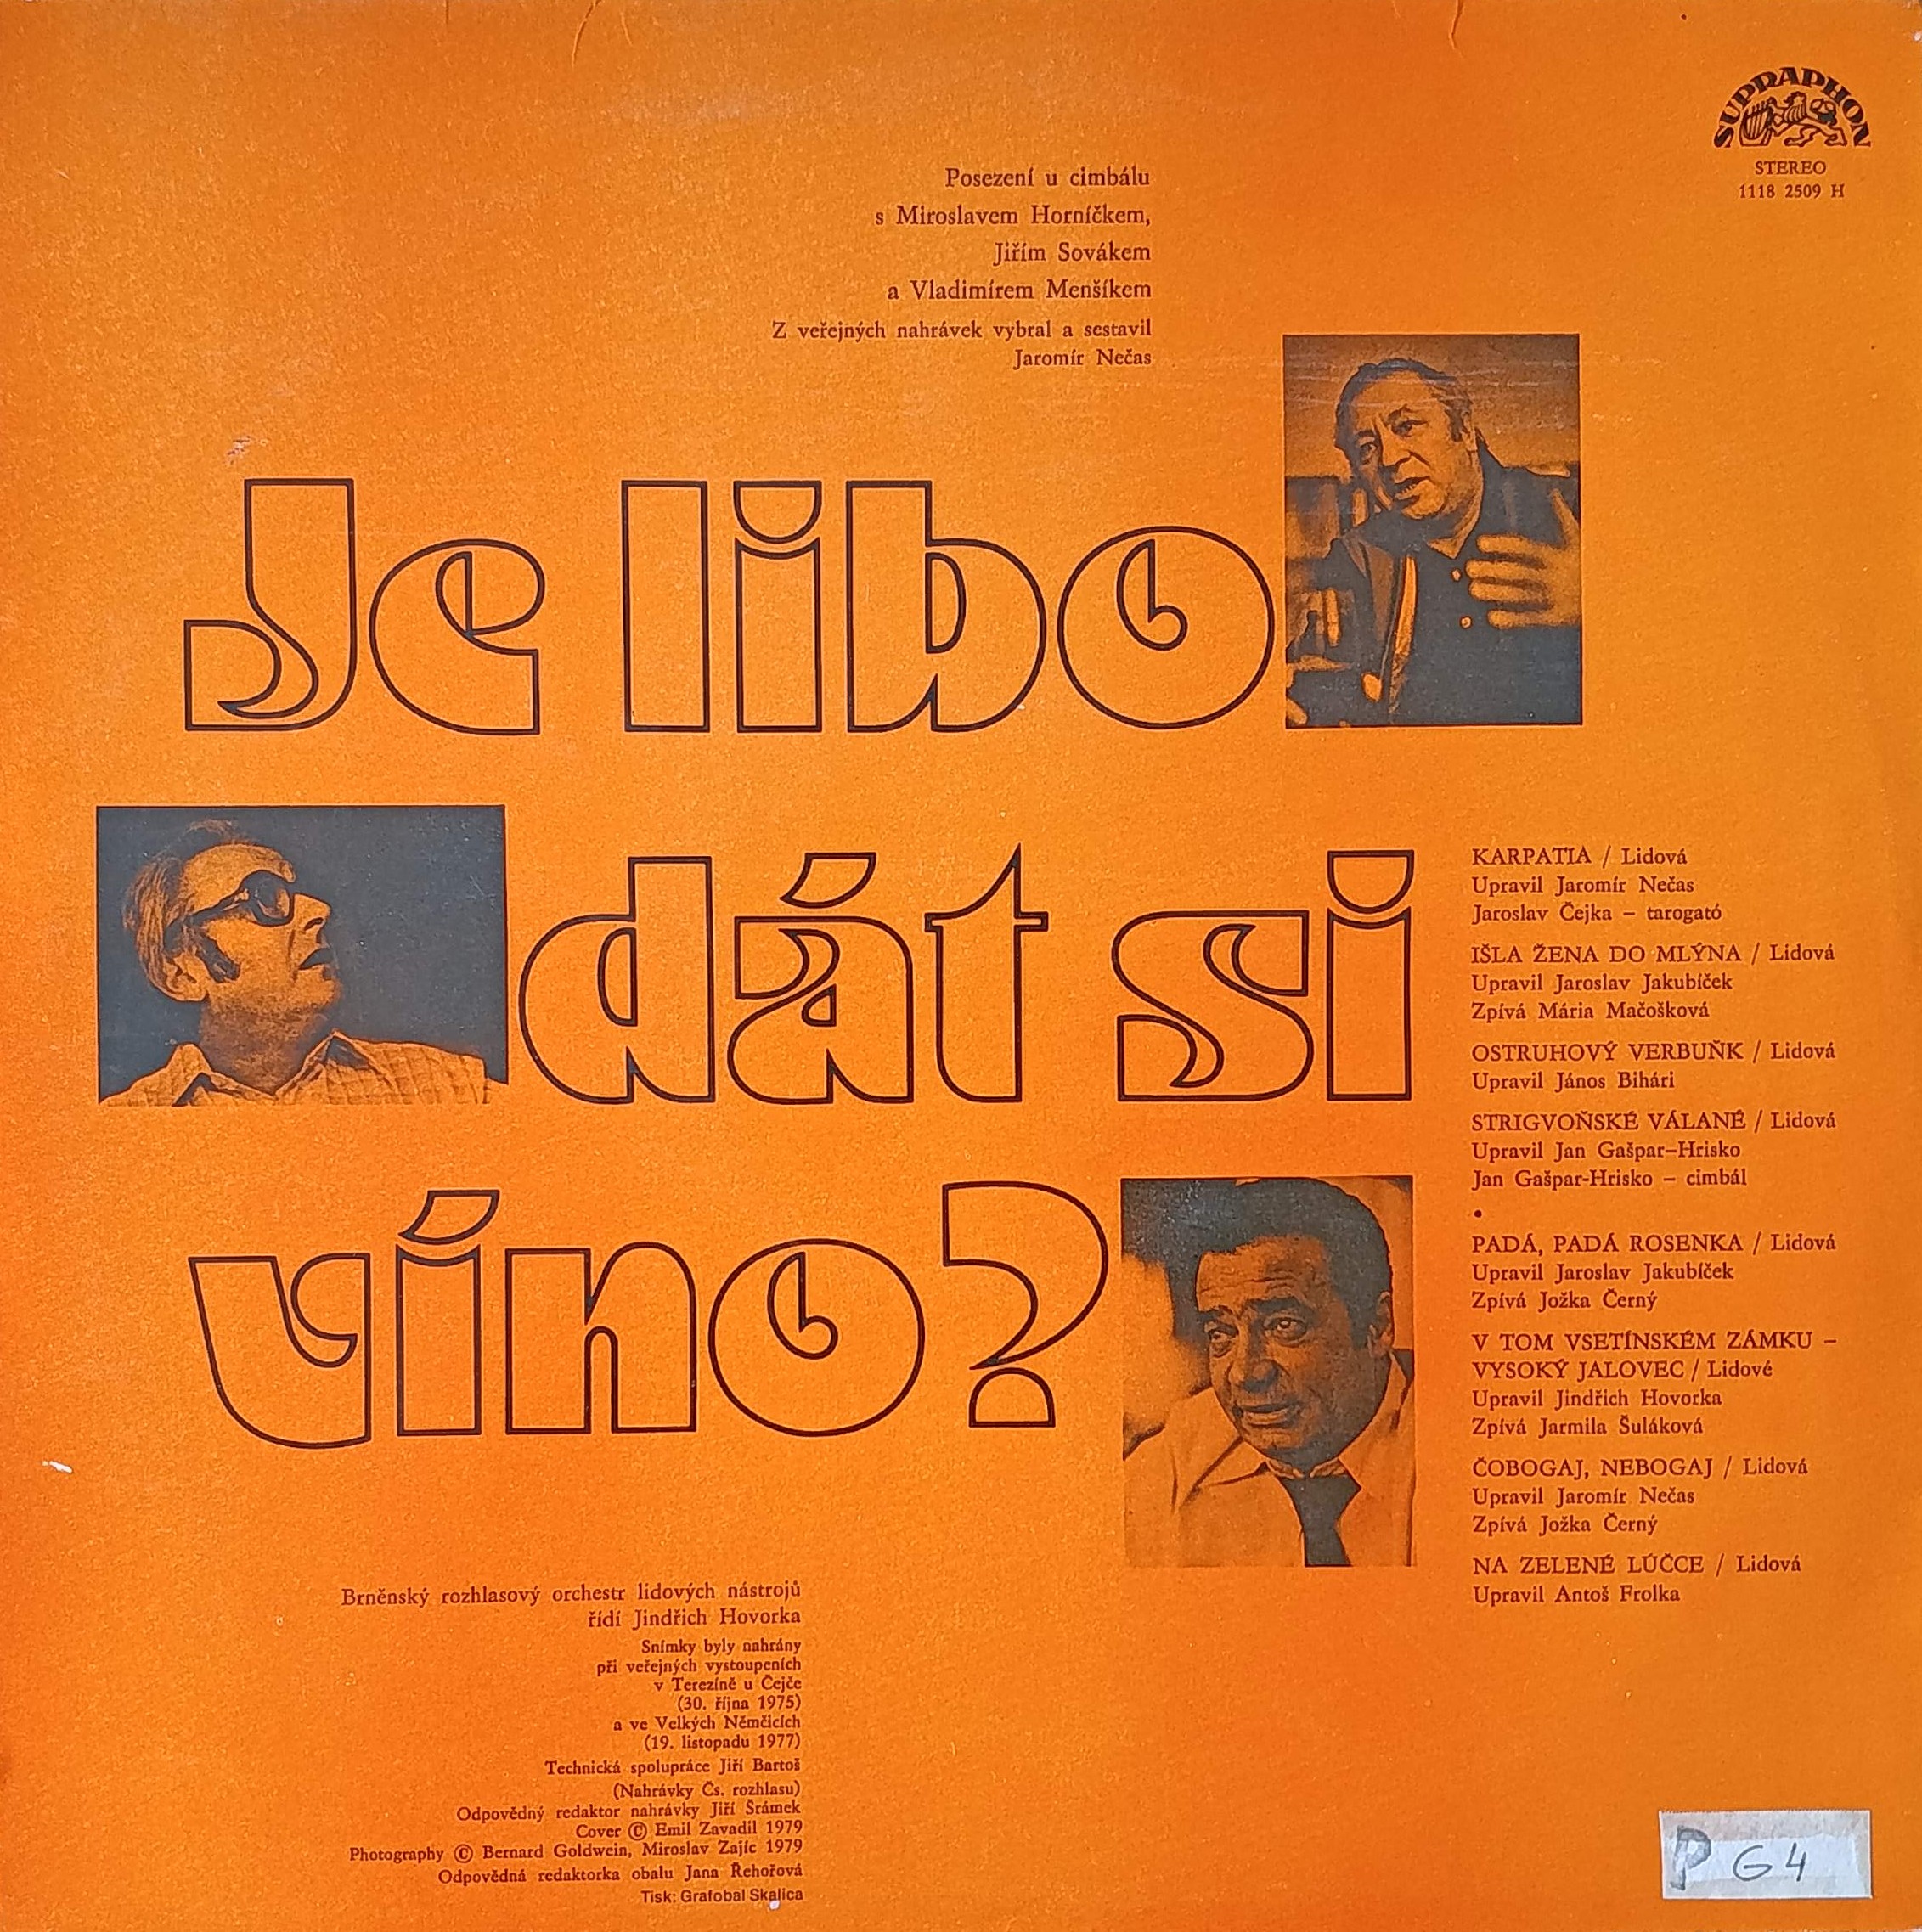 SUPRAPHON
STEREO
1118 2509 H
Posezení u cimbálu
s Miroslavem Horníčkem,
Jiřím Sovákem
a Vladimírem Menšíkem
Z veřejných nahrávek vybral a sestavil
Jaromír Nečas
Je libo
dát si
víno?
KARPATIA / Lidová
Upravil Jaromír Nečas
Jaroslav Čejka – tarogató
IŠLA ŽENA DO MLÝNA / Lidová
Upravil Jaroslav Jakubíček
Zpívá Mária Mačošková
OSTRUHOVÝ VERBUŇK / Lidová
Upravil János Bihári
STRIGVOŇSKÉ VÁLANÉ / Lidová
Upravil Jan Gašpar–Hrisko
Jan Gašpar-Hrisko – cimbál
•
PADÁ, PADÁ ROSENKA / Lidová
Upravil Jaroslav Jakubíček
Zpívá Jožka Černý
V TOM VSETÍNSKÉM ZÁMKU –
VYSOKÝ JALOVEC / Lidové
Upravil Jindřich Hovorka
Zpívá Jarmila Šuláková
ČOBOGAJ, NEBOGAJ / Lidová
Upravil Jaromír Nečas
Zpívá Jožka Černý
NA ZELENÉ LÚČCE / Lidová
Upravil Antoš Frolka
Brněnský rozhlasový orchestr lidových nástrojů
řídí Jindřich Hovorka
Snímky byly nahrány
při veřejných vystoupeních
v Terezíně u Čejče
(30. října 1975)
a ve Velkých Němčicích
(19. listopadu 1977)
Technická spolupráce Jiří Bartoš
(Nahrávky Čs. rozhlasu)
Odpovědný redaktor nahrávky Jiří Šrámek
Cover © Emil Zavadil 1979
Photography © Bernard Goldwein, Miroslav Zajíc 1979
Odpovědná redaktorka obalu Jana Řehořová
Tisk: Grafobal Skalica
P G4